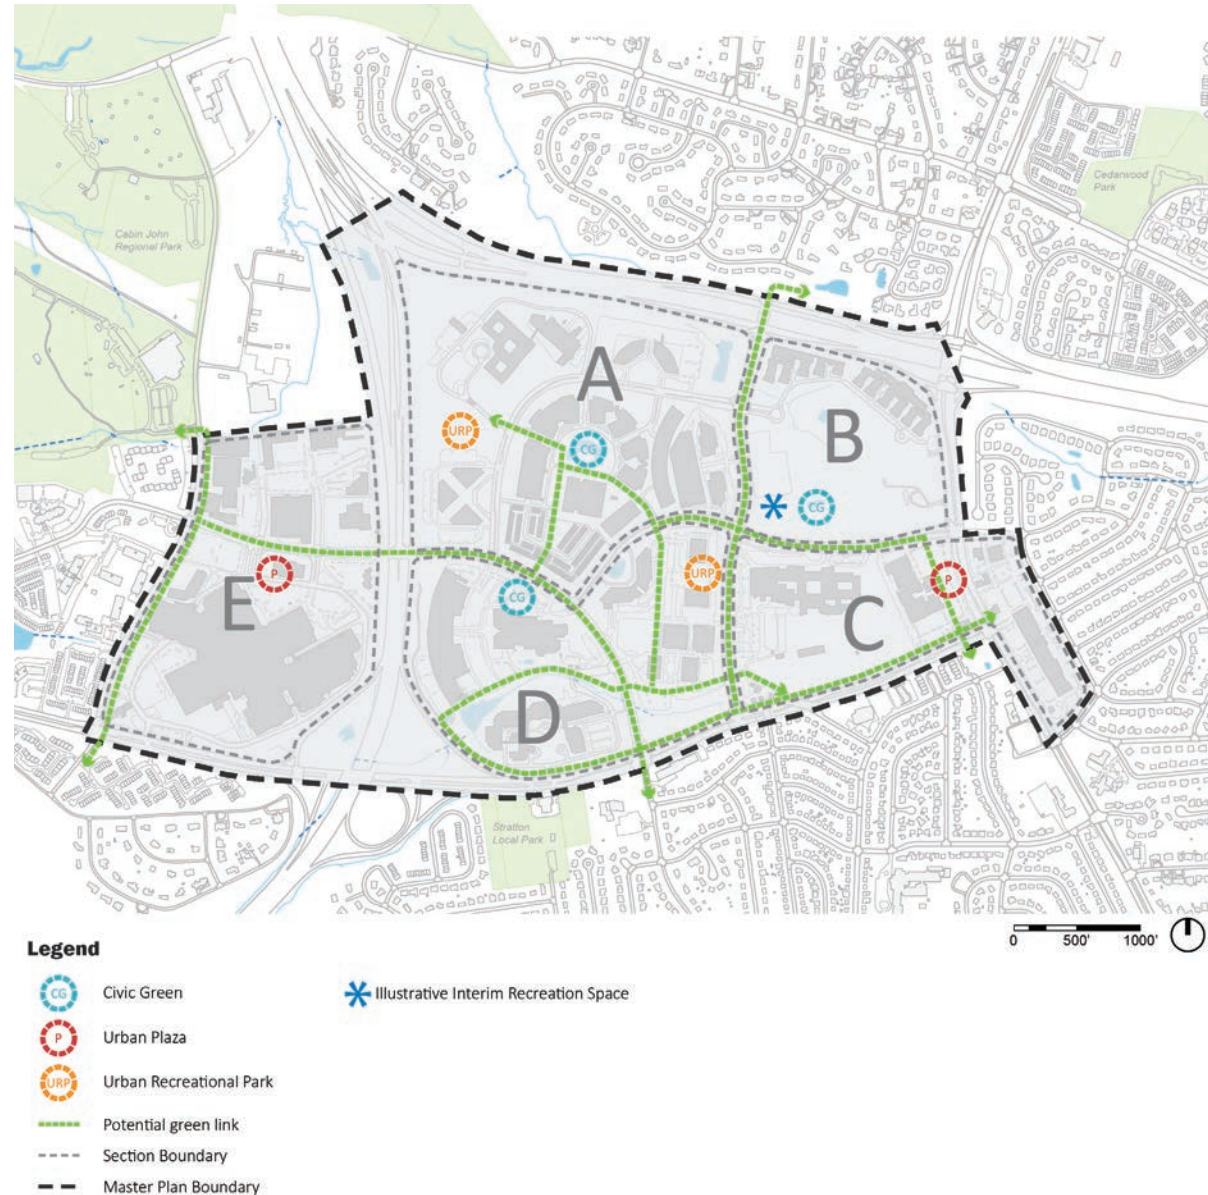 Cedarwood
Park
Cabin John
Regional Park
A
B
URP
CG
CG
P
URP
P
E
CG
C
D
Stratton
Local Park
0 500' 1000'
Legend
CG Civic Green
Illustrative Interim Recreation Space
P Urban Plaza
URP Urban Recreational Park
Potential green link
Section Boundary
Master Plan Boundary